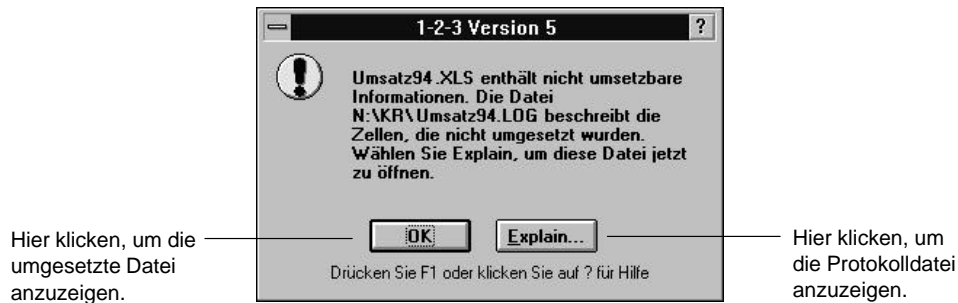 1-2-3 Version 5
?
Umsatz94.XLS enthält nicht umsetzbare
Informationen. Die Datei
N:\KR\Umsatz94.LOG beschreibt die
Zellen, die nicht umgesetzt wurden.
Wählen Sie Explain, um diese Datei jetzt
zu öffnen.
OK
Explain...
Drücken Sie F1 oder klicken Sie auf ? für Hilfe
Hier klicken, um die
umgesetzte Datei
anzuzeigen.
Hier klicken, um
die Protokolldatei
anzuzeigen.